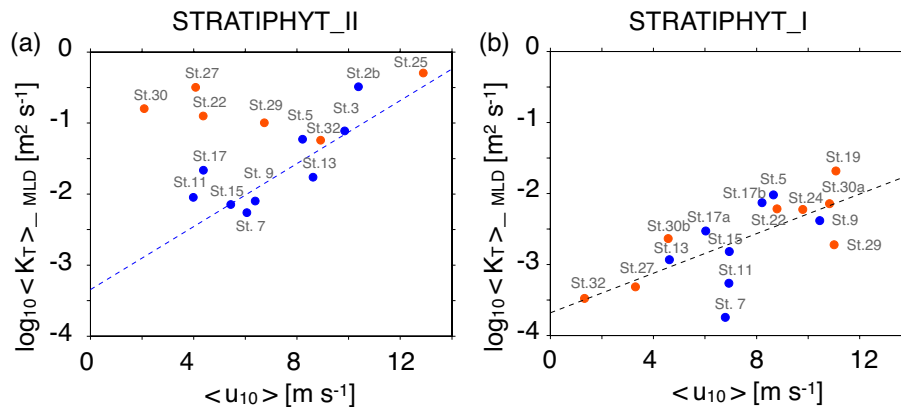 STRATIPHYT_II
(a)
0
-1
-2
-3
-4
log10 < KT >_ MLD [m² s⁻¹]
St.25
St.27
St.2b
St.30
St.22
St.29
St.5
St.3
St.32
St.17
St.13
St.11
St.15
St. 9
St. 7
0 4 8 12
< u10 > [m s⁻¹]
STRATIPHYT_I
(b)
0
-1
-2
-3
-4
log10 < KT >_ MLD [m² s⁻¹]
St.19
St.5
St.30a
St.17b
St.24
St.22
St.17a
St.30b
St.9
St.15
St.29
St.13
St.11
St.27
St.32
St. 7
0 4 8 12
< u10 > [m s⁻¹]